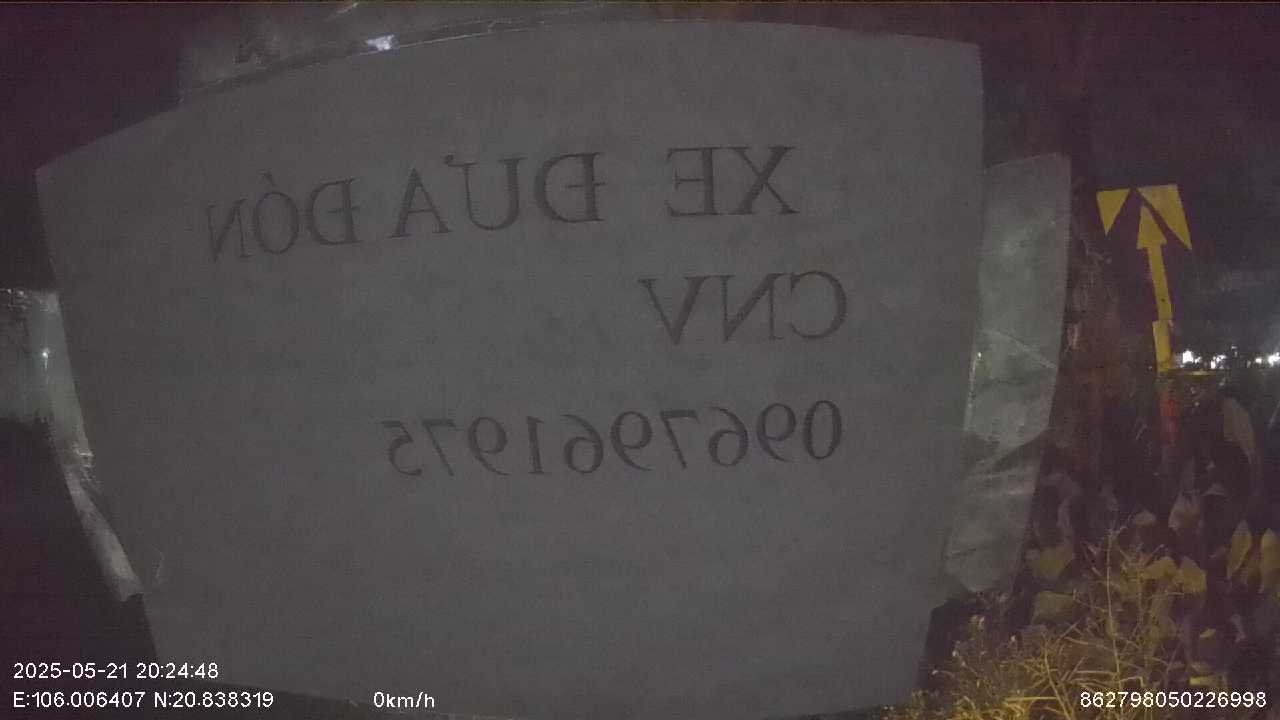 XE ĐƯA ĐÓN
CNV
0967961975
2025-05-21 20:24:48
E:106.006407 N:20.838319 0km/h 862798050226998